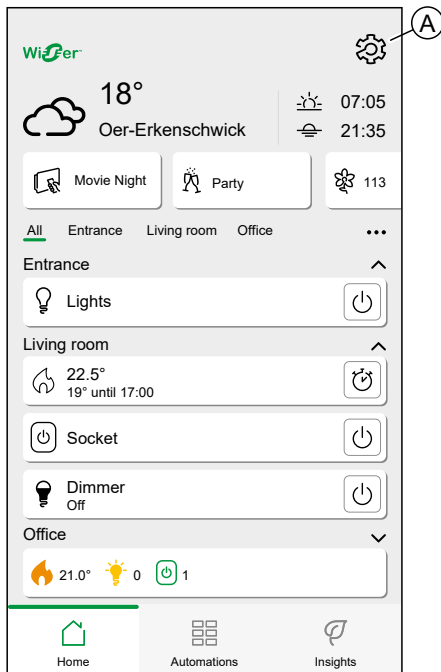 A
Wiser
18° 07:05
Oer-Erkenschwick 21:35
Movie Night Party 113
All Entrance Living room Office •••
Entrance
Lights
Living room
22.5°
19° until 17:00
Socket
Dimmer
Off
Office
21.0° 0 1
Home Automations Insights